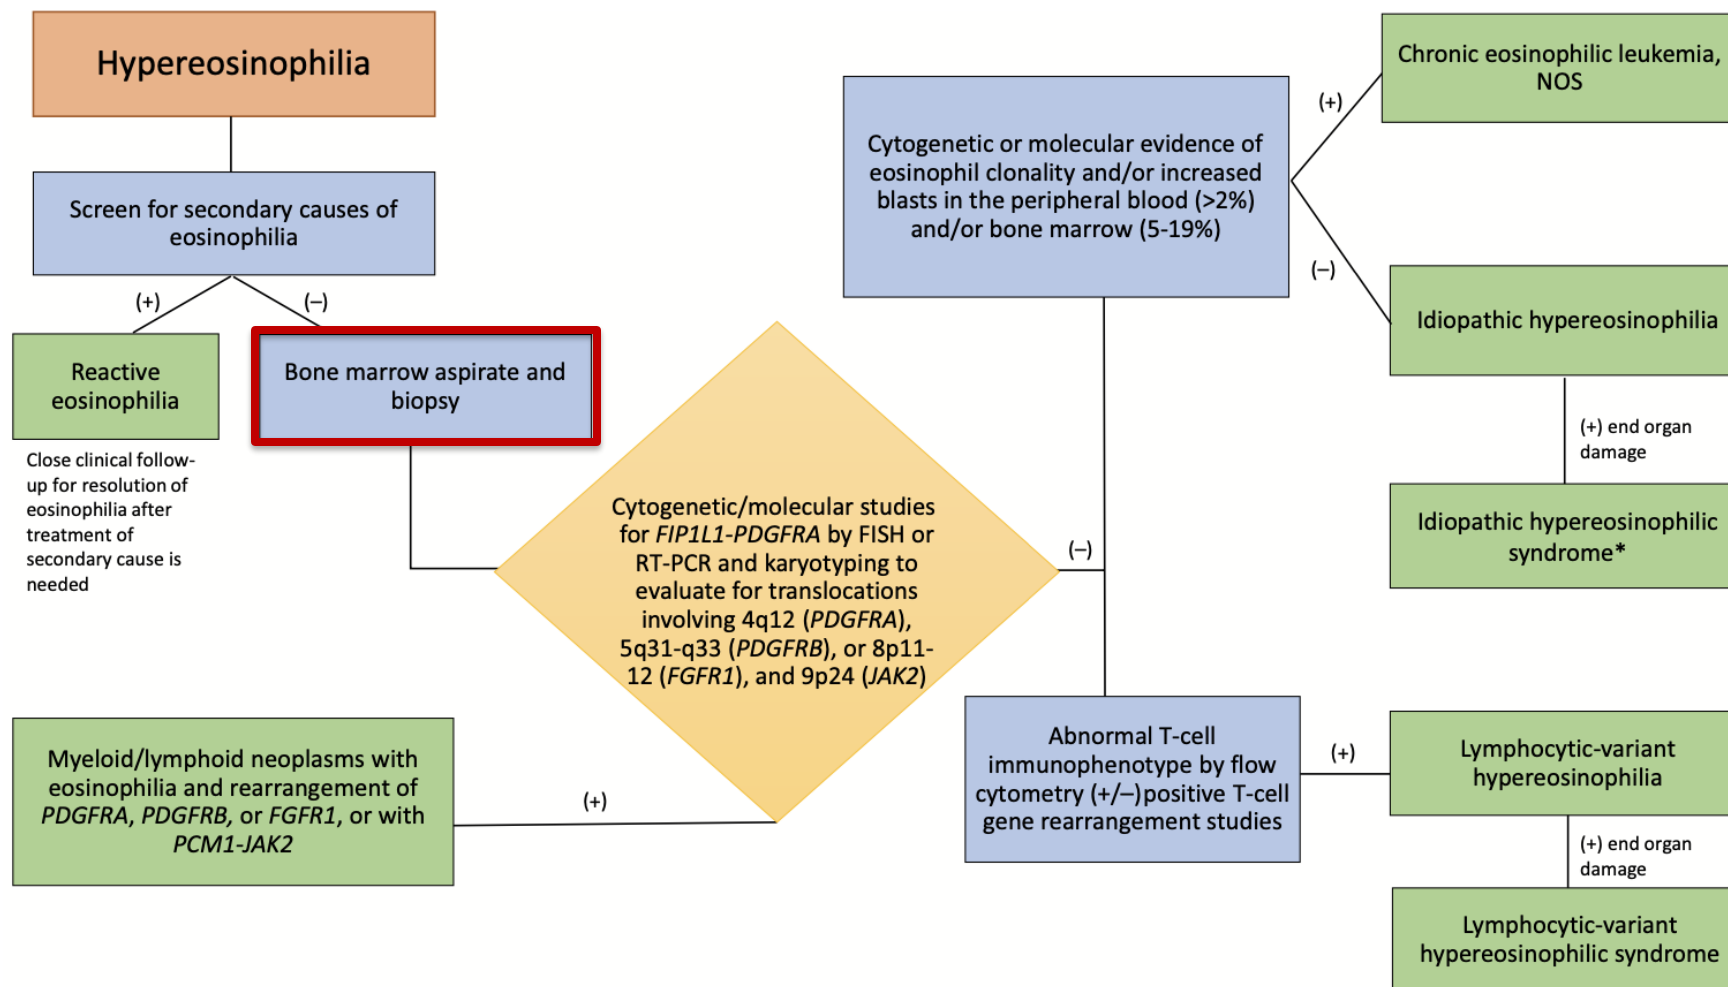 Hypereosinophilia
Screen for secondary causes of
eosinophilia
(+)
(–)
Reactive
eosinophilia
Close clinical follow-
up for resolution of
eosinophilia after
treatment of
secondary cause is
needed
Bone marrow aspirate and
biopsy
Cytogenetic/molecular studies
for FIP1L1-PDGFRA by FISH or
RT-PCR and karyotyping to
evaluate for translocations
involving 4q12 (PDGFRA),
5q31-q33 (PDGFRB), or 8p11-
12 (FGFR1), and 9p24 (JAK2)
(+)
Myeloid/lymphoid neoplasms with
eosinophilia and rearrangement of
PDGFRA, PDGFRB, or FGFR1, or with
PCM1-JAK2
(–)
Cytogenetic or molecular evidence of
eosinophil clonality and/or increased
blasts in the peripheral blood (>2%)
and/or bone marrow (5-19%)
(+)
Chronic eosinophilic leukemia,
NOS
(–)
Idiopathic hypereosinophilia
(+) end organ
damage
Idiopathic hypereosinophilic
syndrome*
Abnormal T-cell
immunophenotype by flow
cytometry (+/–)positive T-cell
gene rearrangement studies
(+)
Lymphocytic-variant
hypereosinophilia
(+) end organ
damage
Lymphocytic-variant
hypereosinophilic syndrome